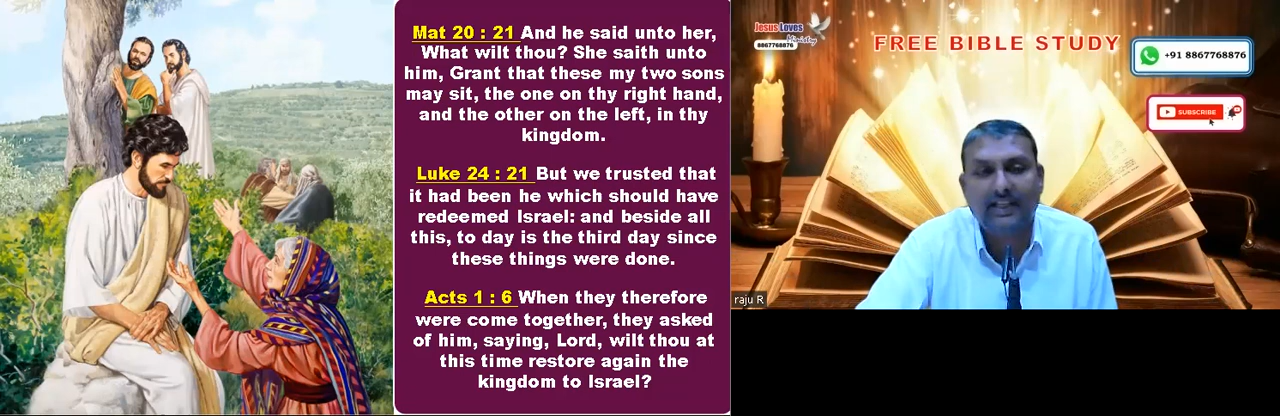 Mat 20 : 21 And he said unto her,
What wilt thou? She saith unto
him, Grant that these my two sons
may sit, the one on thy right hand,
and the other on the left, in thy
kingdom.
Luke 24 : 21 But we trusted that
it had been he which should have
redeemed Israel: and beside all
this, to day is the third day since
these things were done.
Acts 1 : 6 When they therefore
were come together, they asked
of him, saying, Lord, wilt thou at
this time restore again the
kingdom to Israel?
Jesus Loves
Ministry
8867768876
FREE BIBLE STUDY
+91 8867768876
SUBSCRIBE
raju R